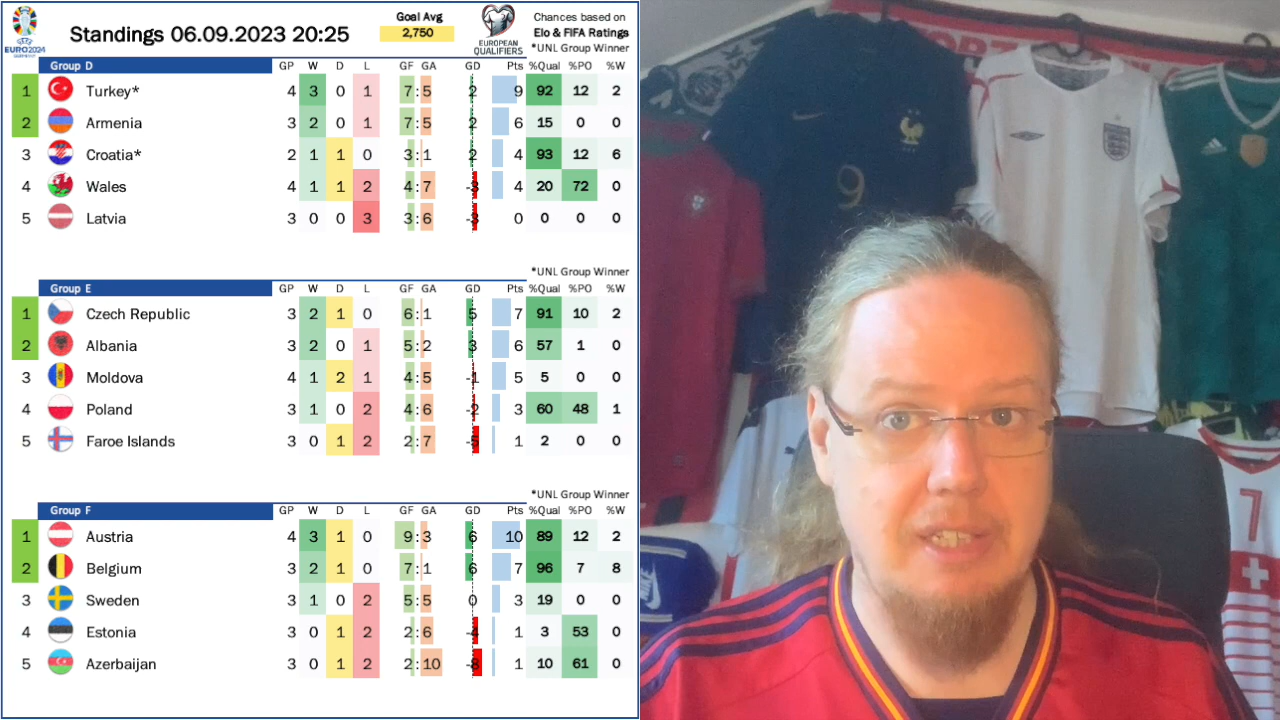 EURO2024
GERMANY
Standings 06.09.2023 20:25
Goal Avg
2,750
EUROPEAN
QUALIFIERS
Chances based on
Elo & FIFA Ratings
*UNL Group Winner
Group D GP W D L GF GA GD Pts %Qual %PO %W
1 Turkey* 4 3 0 1 7:5 2 9 92 12 2
2 Armenia 3 2 0 1 7:5 2 6 15 0 0
3 Croatia* 2 1 1 0 3:1 2 4 93 12 6
4 Wales 4 1 1 2 4:7 -3 4 20 72 0
5 Latvia 3 0 0 3 3:6 -3 0 0 0 0
*UNL Group Winner
Group E GP W D L GF GA GD Pts %Qual %PO %W
1 Czech Republic 3 2 1 0 6:1 5 7 91 10 2
2 Albania 3 2 0 1 5:2 3 6 57 1 0
3 Moldova 4 1 2 1 4:5 -1 5 5 0 0
4 Poland 3 1 0 2 4:6 -2 3 60 48 1
5 Faroe Islands 3 0 1 2 2:7 -5 1 2 0 0
*UNL Group Winner
Group F GP W D L GF GA GD Pts %Qual %PO %W
1 Austria 4 3 1 0 9:3 6 10 89 12 2
2 Belgium 3 2 1 0 7:1 6 7 96 7 8
3 Sweden 3 1 0 2 5:5 0 3 19 0 0
4 Estonia 3 0 1 2 2:6 -4 1 3 53 0
5 Azerbaijan 3 0 1 2 2:10 -8 1 10 61 0
9
7